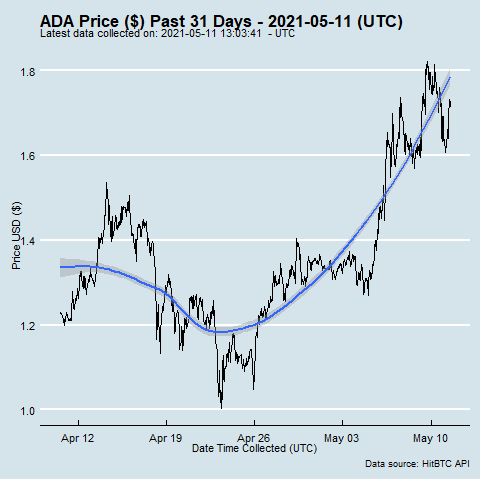 ADA Price ($) Past 31 Days - 2021-05-11 (UTC)
Latest data collected on: 2021-05-11 13:03:41  - UTC
Price USD ($)
1.8
1.6
1.4
1.2
1.0
Apr 12
Apr 19
Apr 26
May 03
May 10
Date Time Collected (UTC)
Data source: HitBTC API